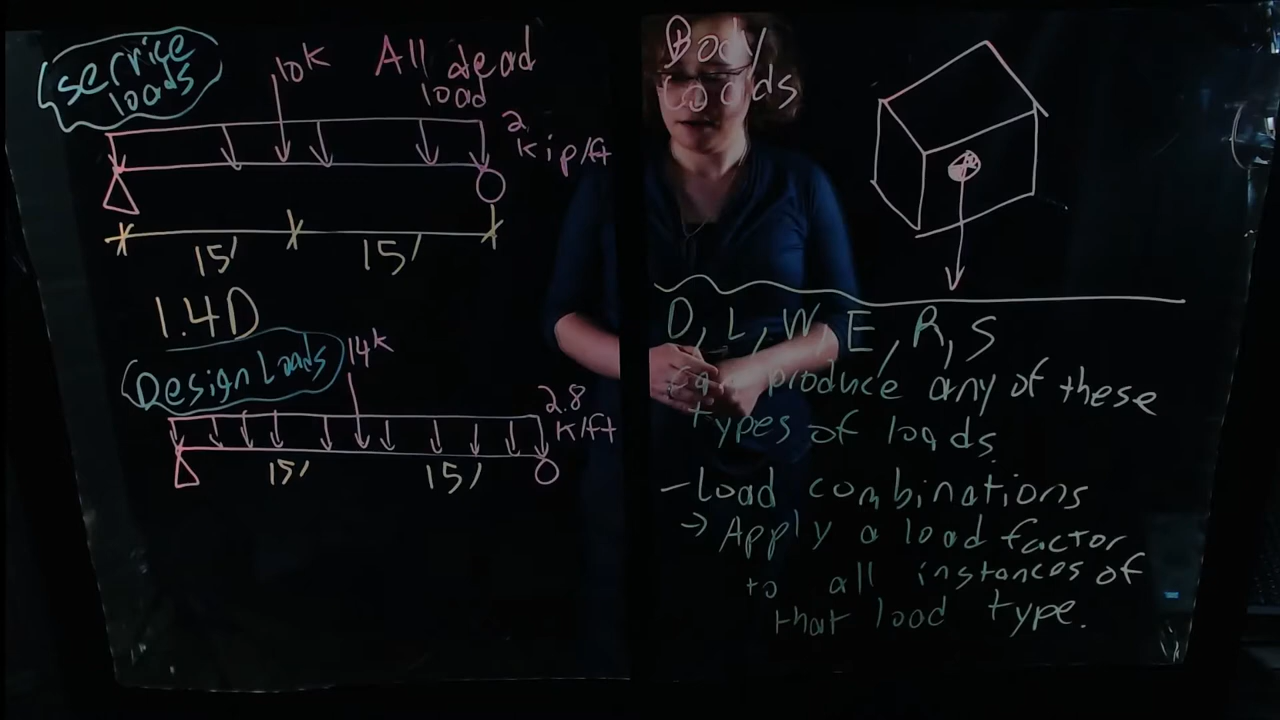 Service
loads
10k
All dead
load
2
kip/ft
15'
15'
1.4D
Design Loads
14k
2.8
k/ft
15'
15'
Body
Loads
D, L, W, E, R, S
can produce any of these
types of loads.
-Load combinations
→ Apply a load factor
to all instances of
that load type.